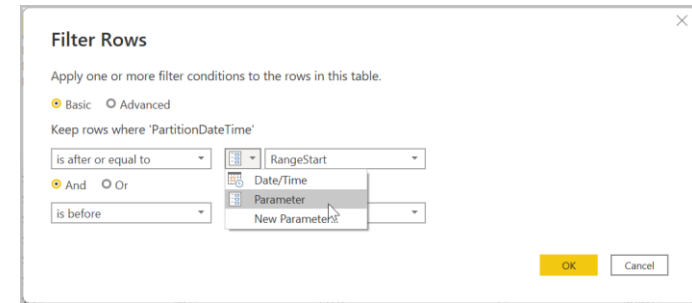 Filter Rows
Apply one or more filter conditions to the rows in this table.
Basic Advanced
Keep rows where 'PartitionDateTime'
is after or equal to RangeStart
And Or Date/Time
Parameter
is before New Parameter...
OK Cancel